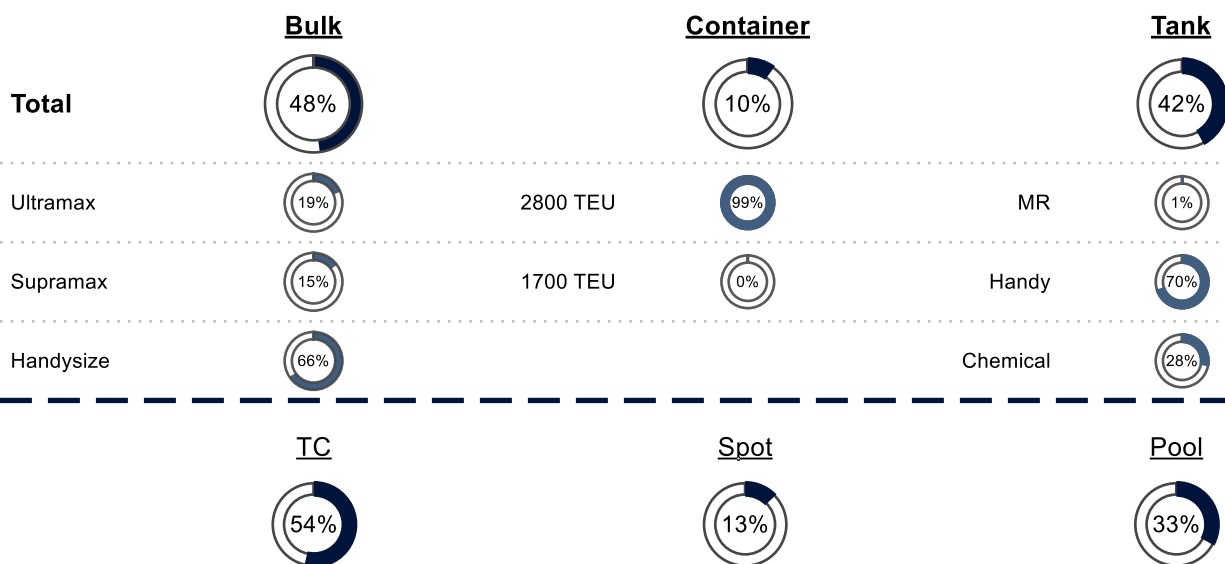 Bulk Container Tank
Total 48% 10% 42%
Ultramax 19% 2800 TEU 99% MR 1%
Supramax 15% 1700 TEU 0% Handy 70%
Handysize 66% Chemical 28%
TC Spot Pool
54% 13% 33%